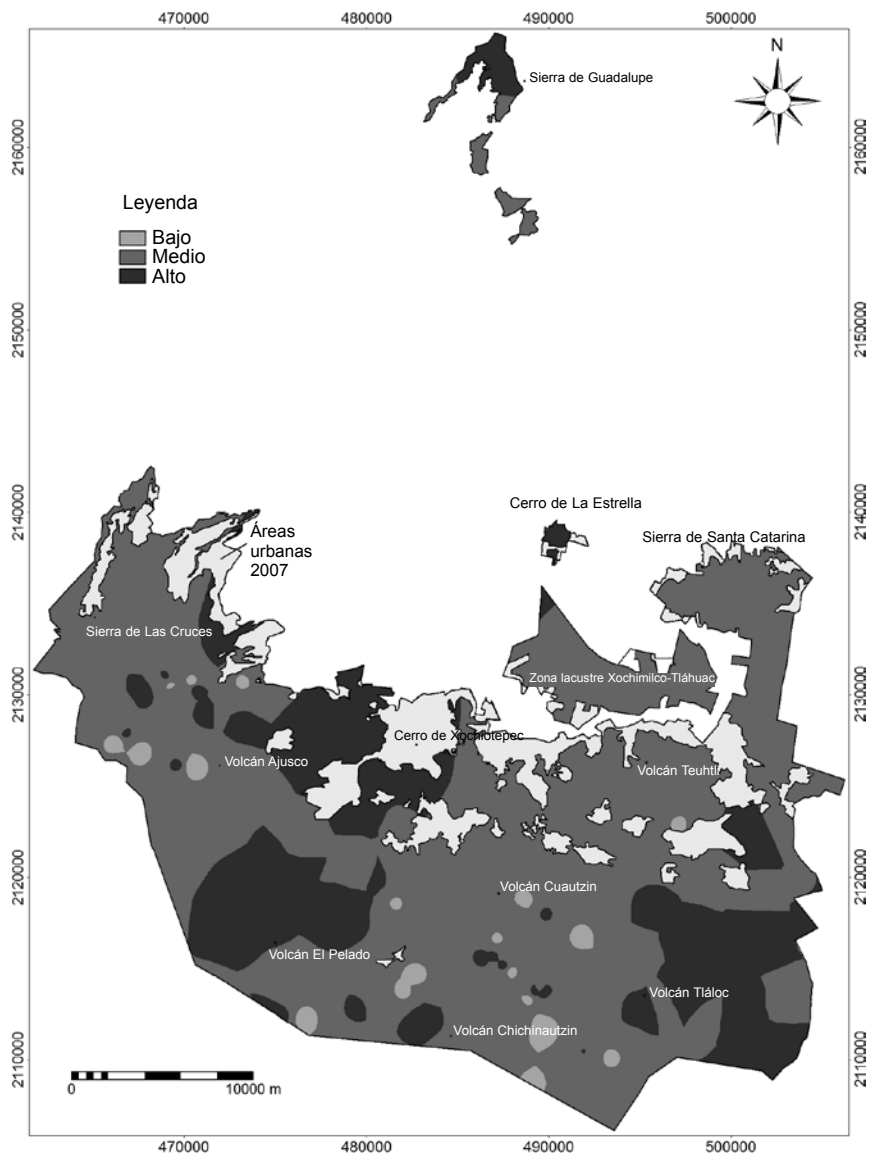 470000 480000 490000 500000
N
Sierra de Guadalupe
2160000 2160000
Leyenda
Bajo
Medio
Alto
2150000 2150000
Cerro de La Estrella
2140000 2140000
Áreas
urbanas
2007
Sierra de Santa Catarina
Sierra de Las Cruces
Zona lacustre Xochimilco-Tláhuac
2130000 2130000
Cerro de Xochiotepec
Volcán Ajusco
Volcán Teuhtli
2120000 2120000
Volcán Cuautzin
Volcán El Pelado
Volcán Tláloc
Volcán Chichinautzin
2110000 2110000
0 10000 m
470000 480000 490000 500000